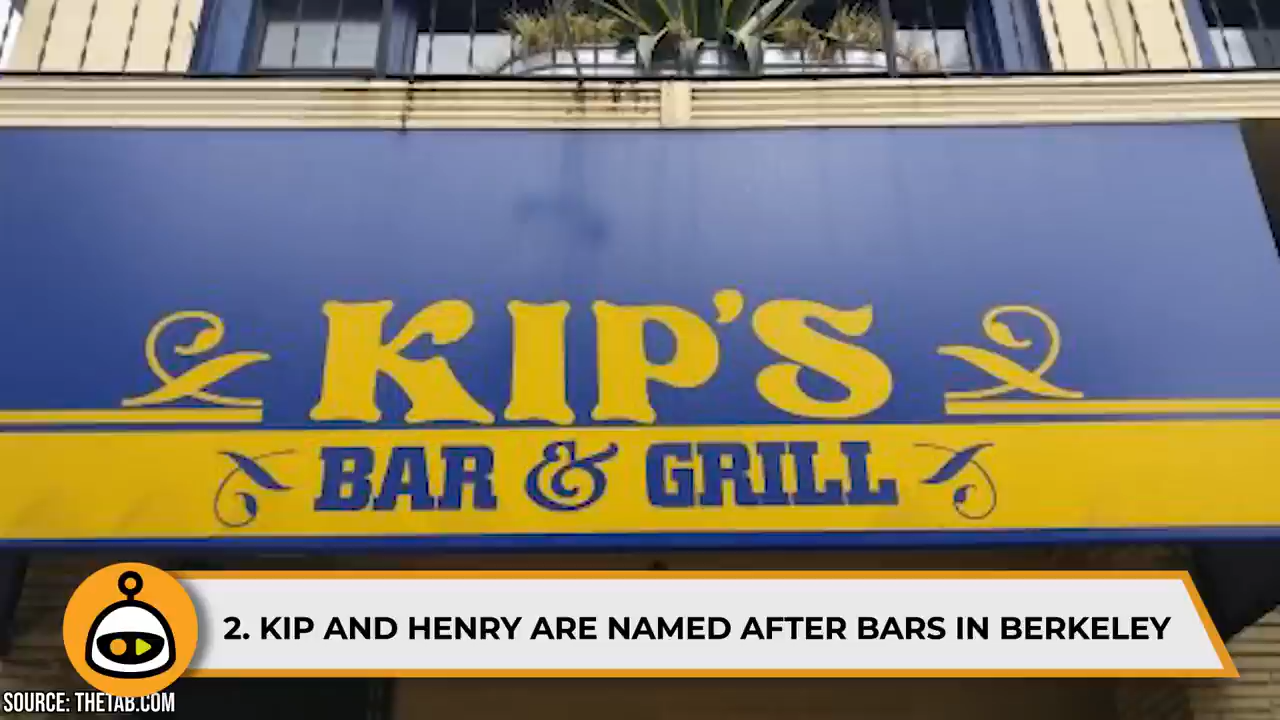 KIP'S
BAR & GRILL
2. KIP AND HENRY ARE NAMED AFTER BARS IN BERKELEY
SOURCE: THETAB.COM